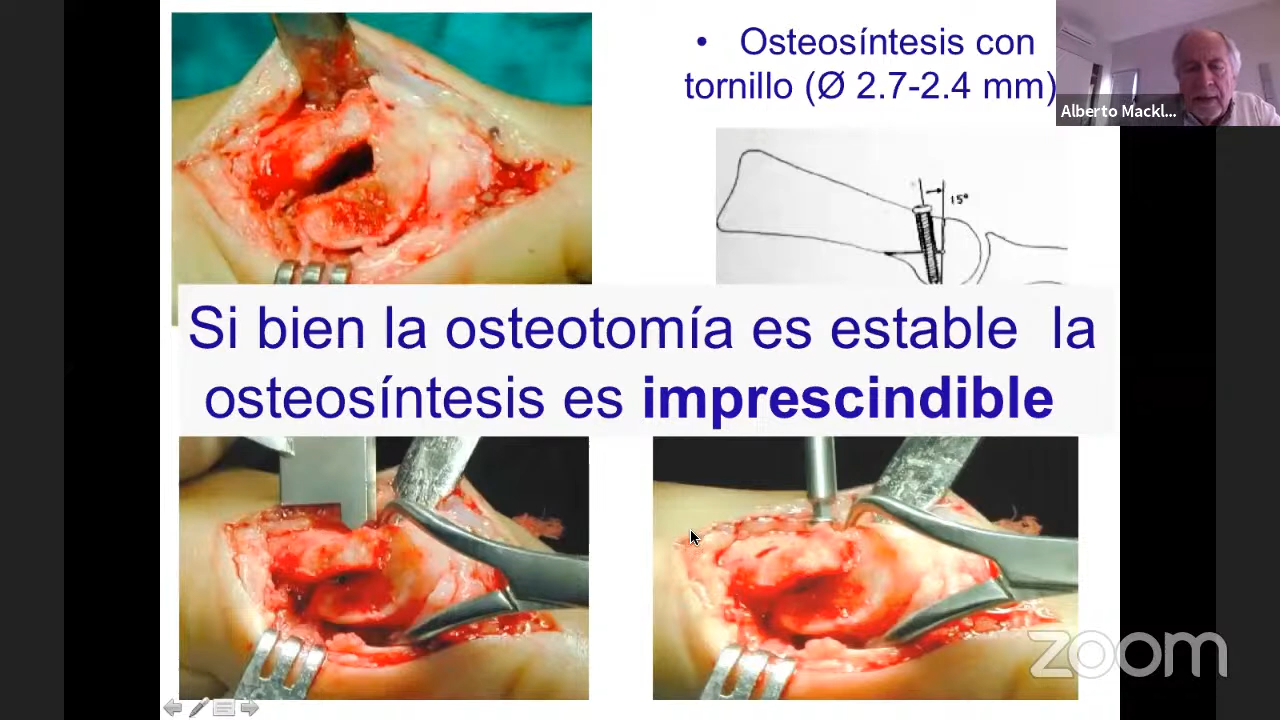 • Osteosíntesis con
tornillo (Ø 2.7-2.4 mm)
Alberto Mackl...
15°
Si bien la osteotomía es estable la
osteosíntesis es imprescindible
zoom